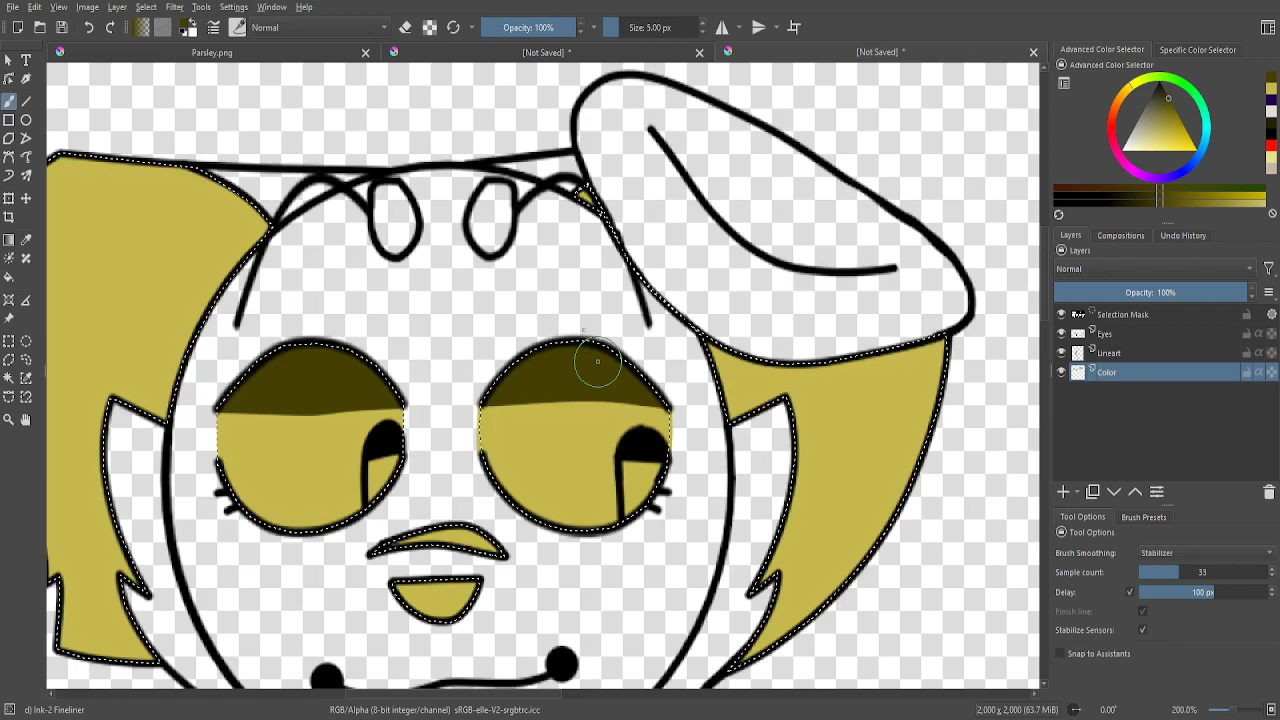 File Edit View Image Layer Select Filter Tools Settings Window Help
Normal Opacity: 100% Size: 5.00 px
Parsley.png [Not Saved] * [Not Saved] *
Advanced Color Selector Specific Color Selector
Advanced Color Selector
Layers Compositions Undo History
Layers
Normal
Opacity: 100%
Selection Mask
Eyes
Lineart
Color
Tool Options Brush Presets
Tool Options
Brush Smoothing: Stabilizer
Sample count: 33
Delay: 100 px
Finish line:
Stabilize Sensors:
Snap to Assistants
d) Ink-2 Fineliner RGB/Alpha (8-bit integer/channel) sRGB-elle-V2-srgbtrc.icc 2,000 x 2,000 (63.7 MiB) 0.00° 200.0%